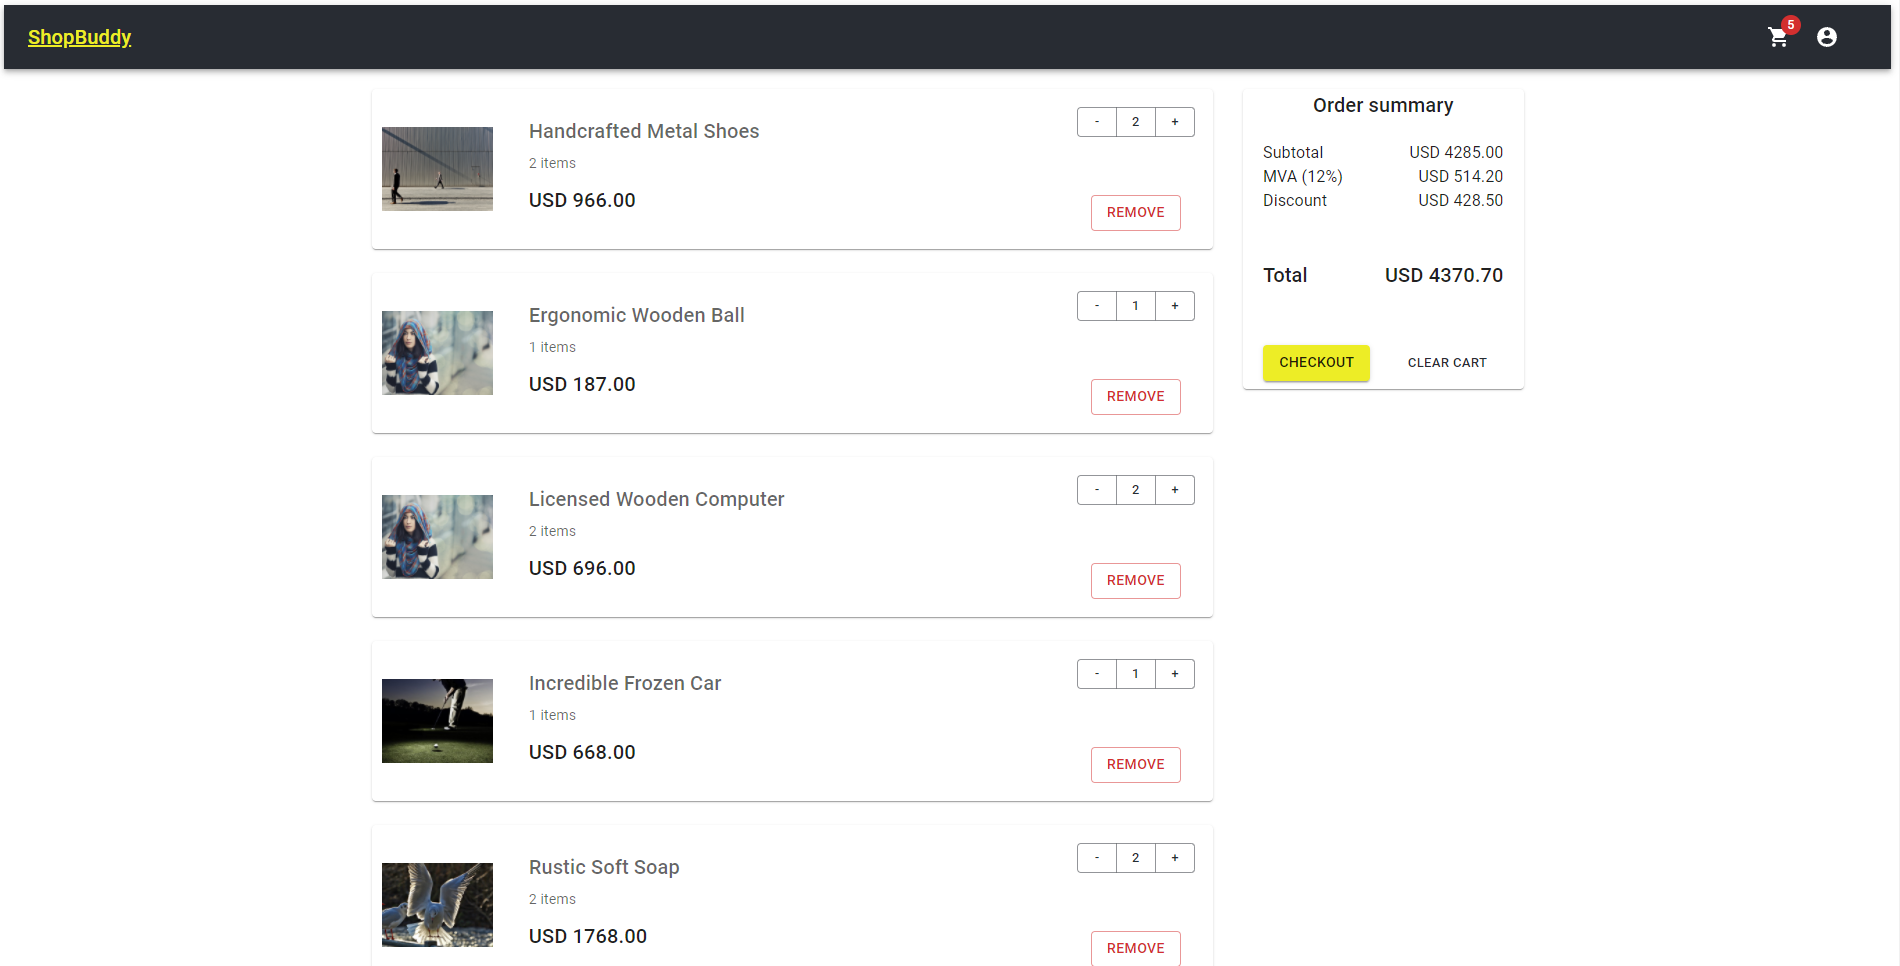 ShopBuddy
5
Handcrafted Metal Shoes
2 items
USD 966.00
- 2 +
REMOVE
Ergonomic Wooden Ball
1 items
USD 187.00
- 1 +
REMOVE
Licensed Wooden Computer
2 items
USD 696.00
- 2 +
REMOVE
Incredible Frozen Car
1 items
USD 668.00
- 1 +
REMOVE
Rustic Soft Soap
2 items
USD 1768.00
- 2 +
REMOVE
Order summary
Subtotal USD 4285.00
MVA (12%) USD 514.20
Discount USD 428.50
Total USD 4370.70
CHECKOUT CLEAR CART